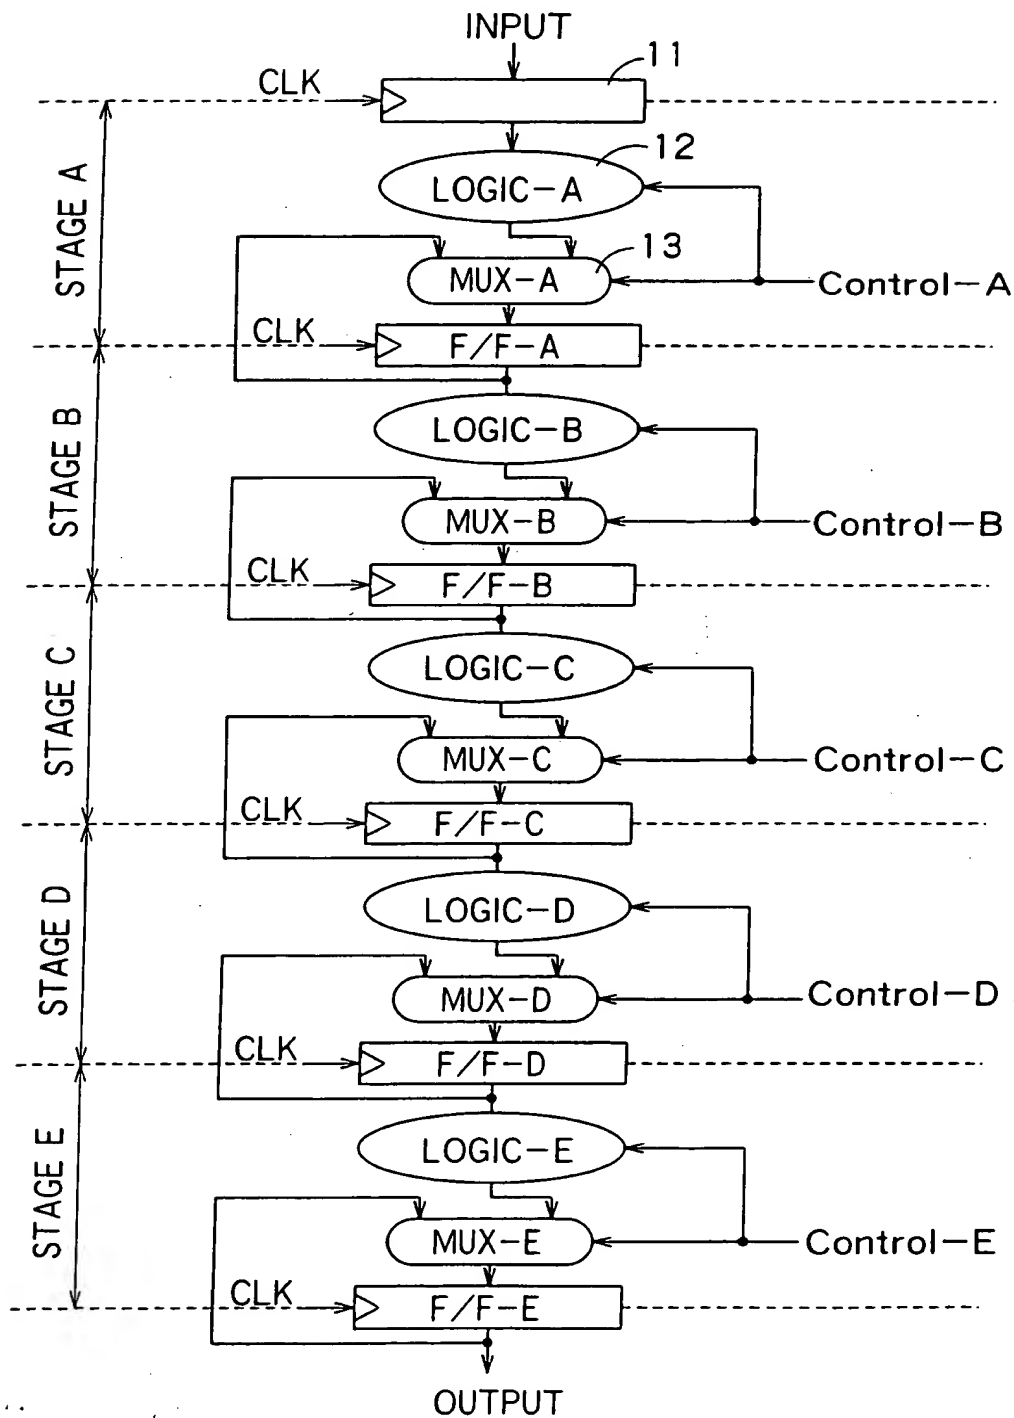 INPUT
11
CLK
12
LOGIC-A
STAGE A
13
MUX-A
Control-A
CLK
F/F-A
LOGIC-B
STAGE B
MUX-B
Control-B
CLK
F/F-B
LOGIC-C
STAGE C
MUX-C
Control-C
CLK
F/F-C
LOGIC-D
STAGE D
MUX-D
Control-D
CLK
F/F-D
LOGIC-E
STAGE E
MUX-E
Control-E
CLK
F/F-E
OUTPUT